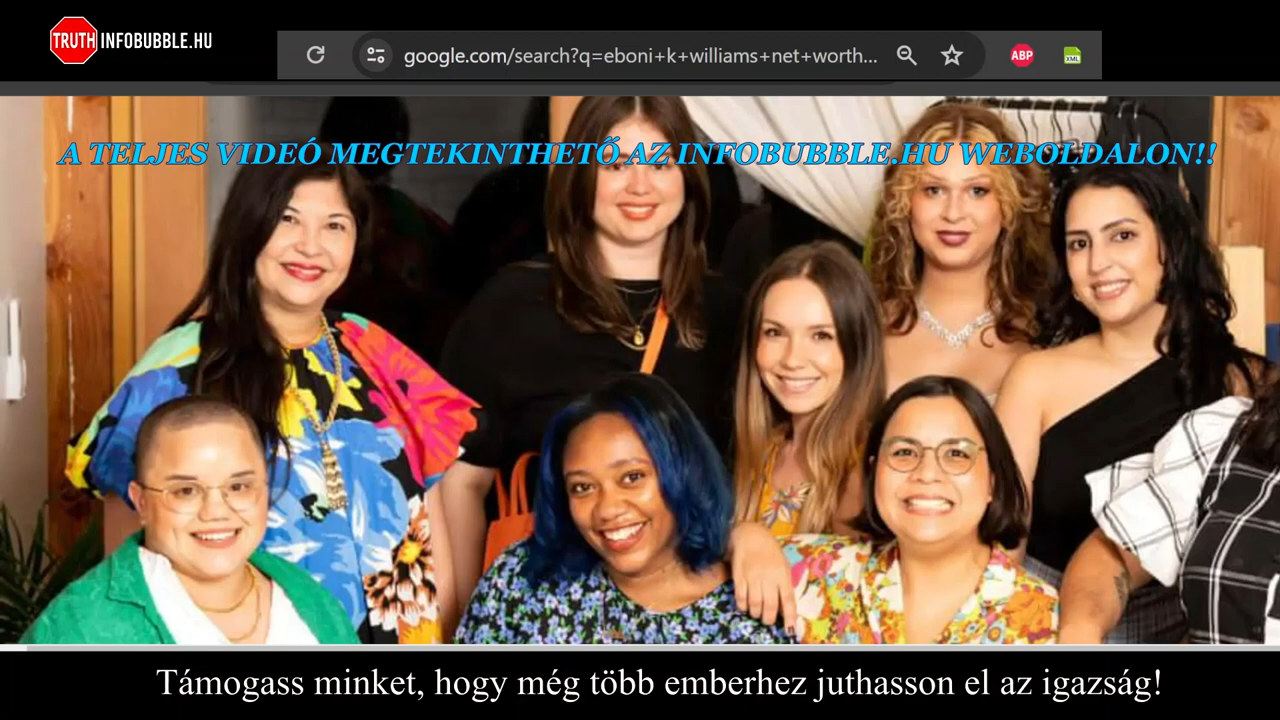 TRUTH INFOBUBBLE.HU
google.com/search?q=eboni+k+williams+net+worth...
ABP
XML
A TELJES VIDEÓ MEGTEKINTHETŐ AZ INFOBUBBLE.HU WEBOLDALON!!
Támogass minket, hogy még több emberhez juthasson el az igazság!